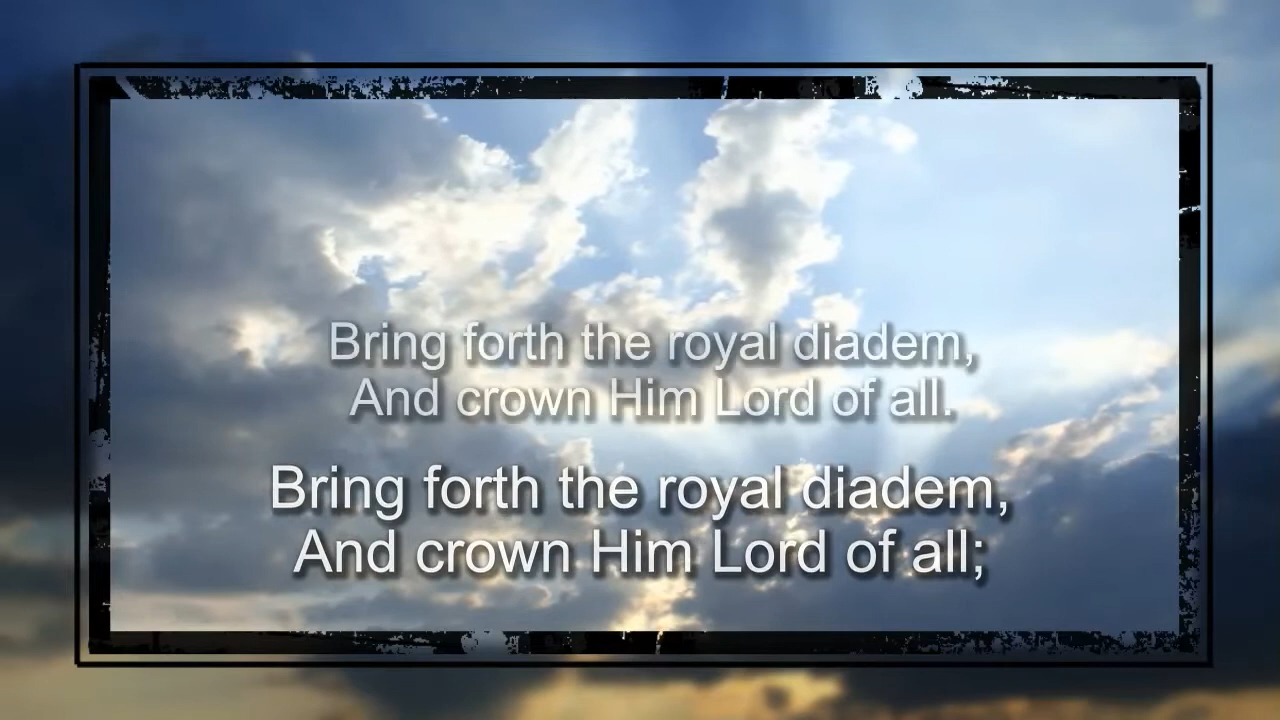 Bring forth the royal diadem,
And crown Him Lord of all.
Bring forth the royal diadem,
And crown Him Lord of all;